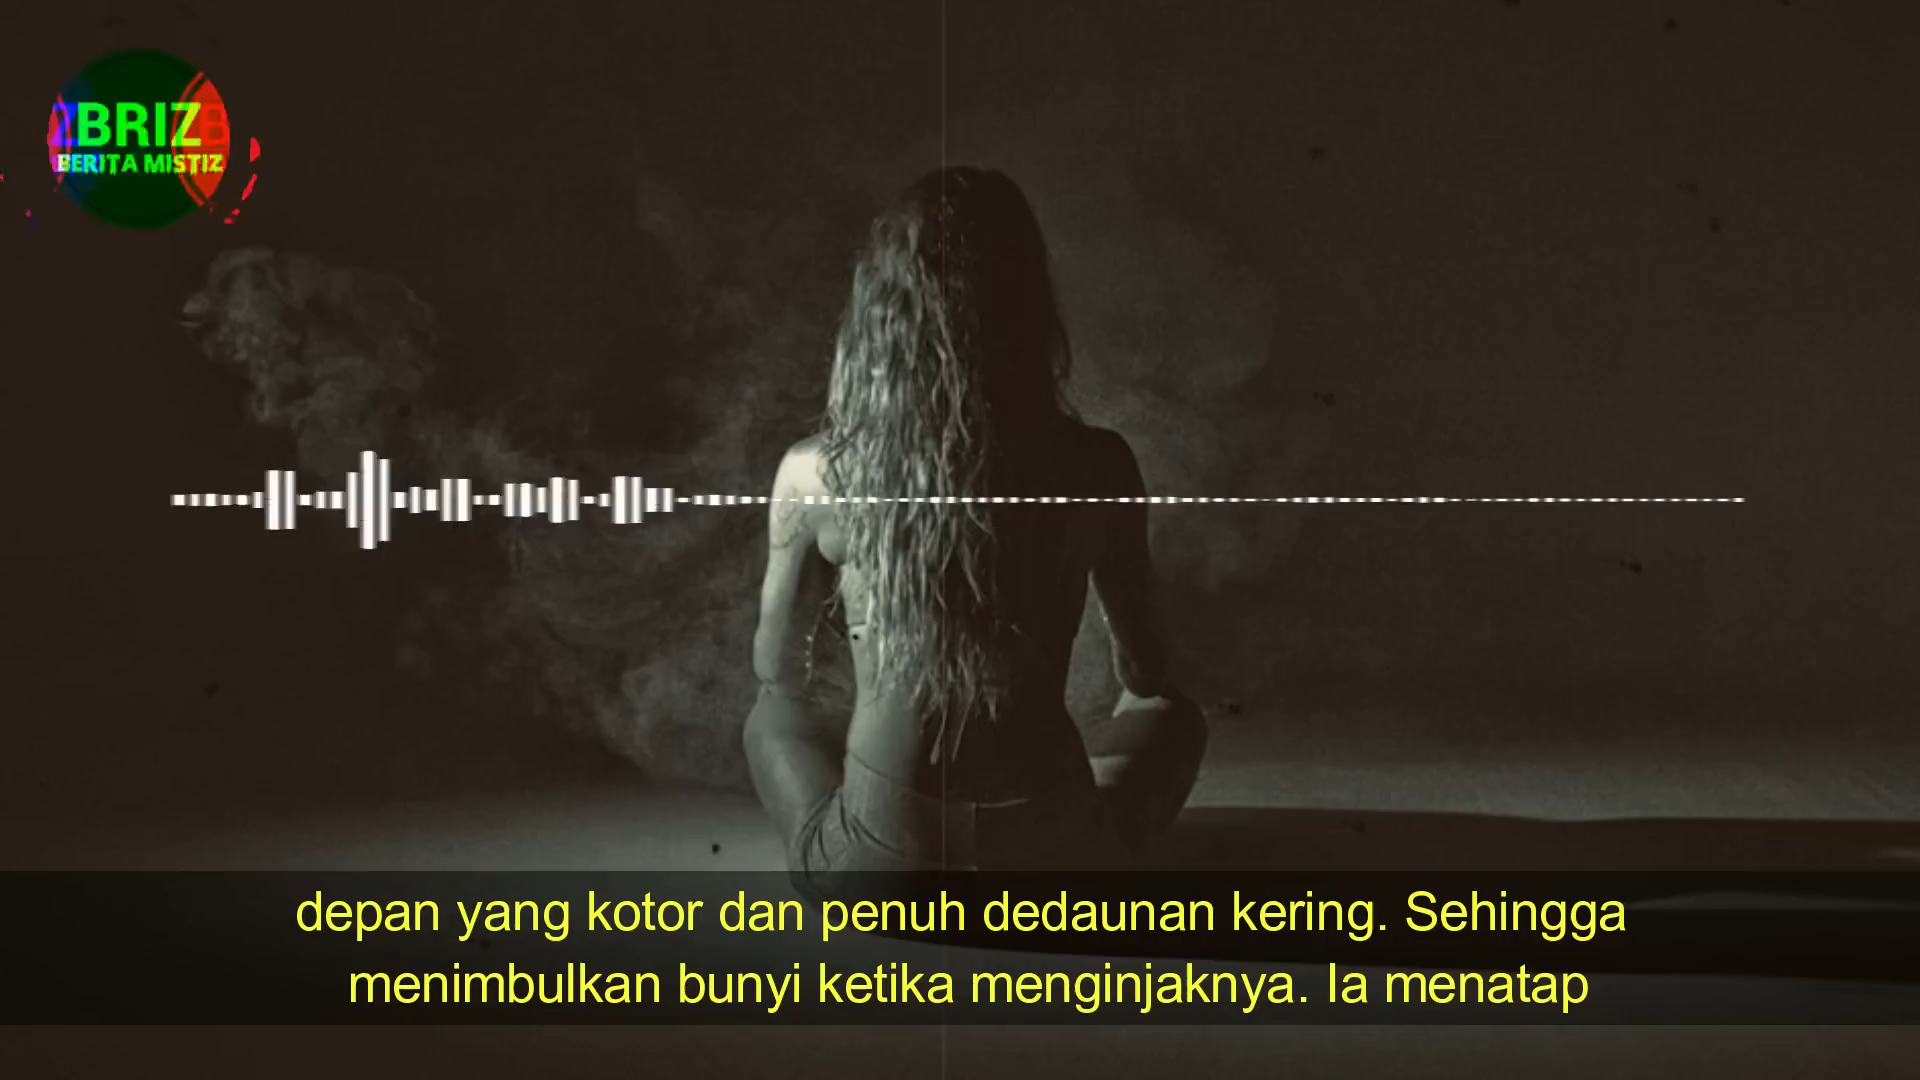 BRIZ
BERITA MISTIZ
depan yang kotor dan penuh dedaunan kering. Sehingga
menimbulkan bunyi ketika menginjaknya. Ia menatap